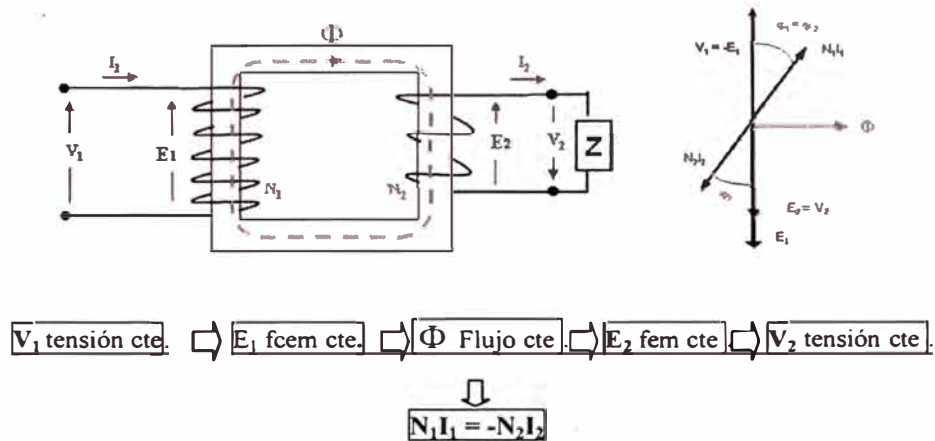 Φ
I₂
I₂
V₁
E1
N₁
N₂
E2
V₂
Z
V₁ = -E₁
N₁I₁
Φ
N₂I₂
E₂ = V₂
E₁
V₁ tensión cte.
E₁ fcem cte.
Φ Flujo cte.
E₂ fem cte.
V₂ tensión cte.
N₁I₁ = -N₂I₂